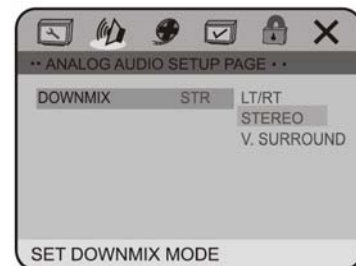 ·· ANALOG AUDIO SETUP PAGE ··
DOWNMIX STR LT/RT
STEREO
V. SURROUND
SET DOWNMIX MODE